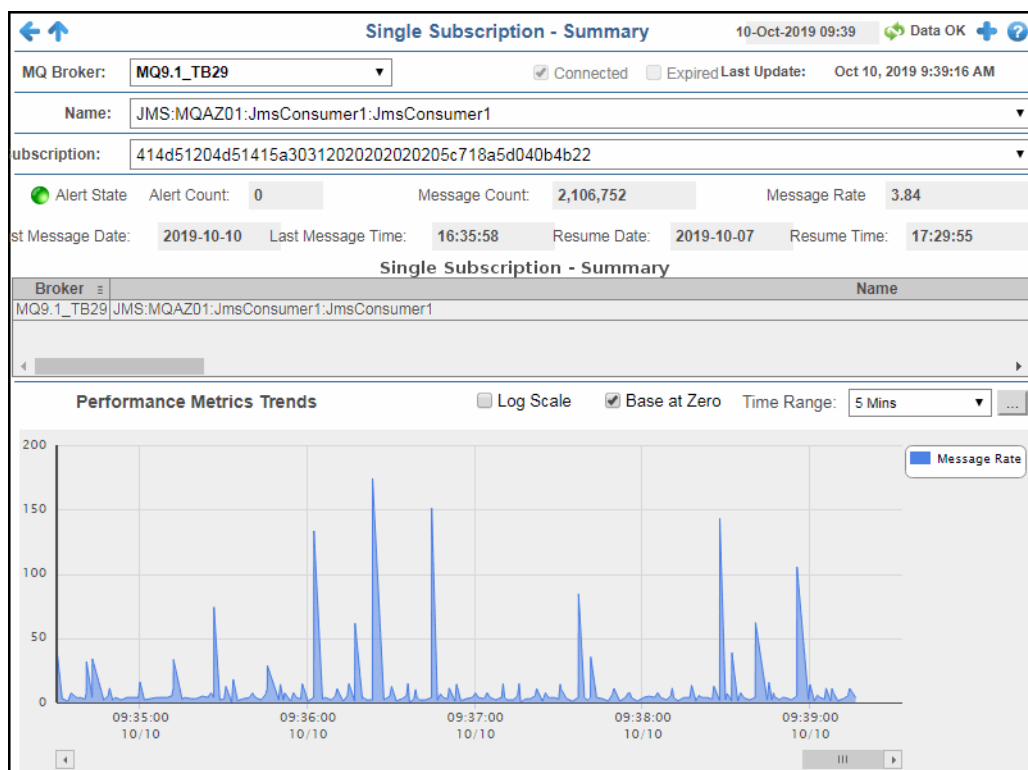 Single Subscription - Summary 10-Oct-2019 09:39 Data OK
MQ Broker: MQ9.1_TB29 Connected Expired Last Update: Oct 10, 2019 9:39:16 AM
Name: JMS:MQAZ01:JmsConsumer1:JmsConsumer1
ubscription: 414d51204d51415a30312020202020205c718a5d040b4b22
Alert State Alert Count: 0 Message Count: 2,106,752 Message Rate 3.84
st Message Date: 2019-10-10 Last Message Time: 16:35:58 Resume Date: 2019-10-07 Resume Time: 17:29:55
Single Subscription - Summary
Broker Name
MQ9.1_TB29 JMS:MQAZ01:JmsConsumer1:JmsConsumer1
Performance Metrics Trends Log Scale Base at Zero Time Range: 5 Mins ...
200
Message Rate
150
100
50
0
09:35:00 09:36:00 09:37:00 09:38:00 09:39:00
10/10 10/10 10/10 10/10 10/10